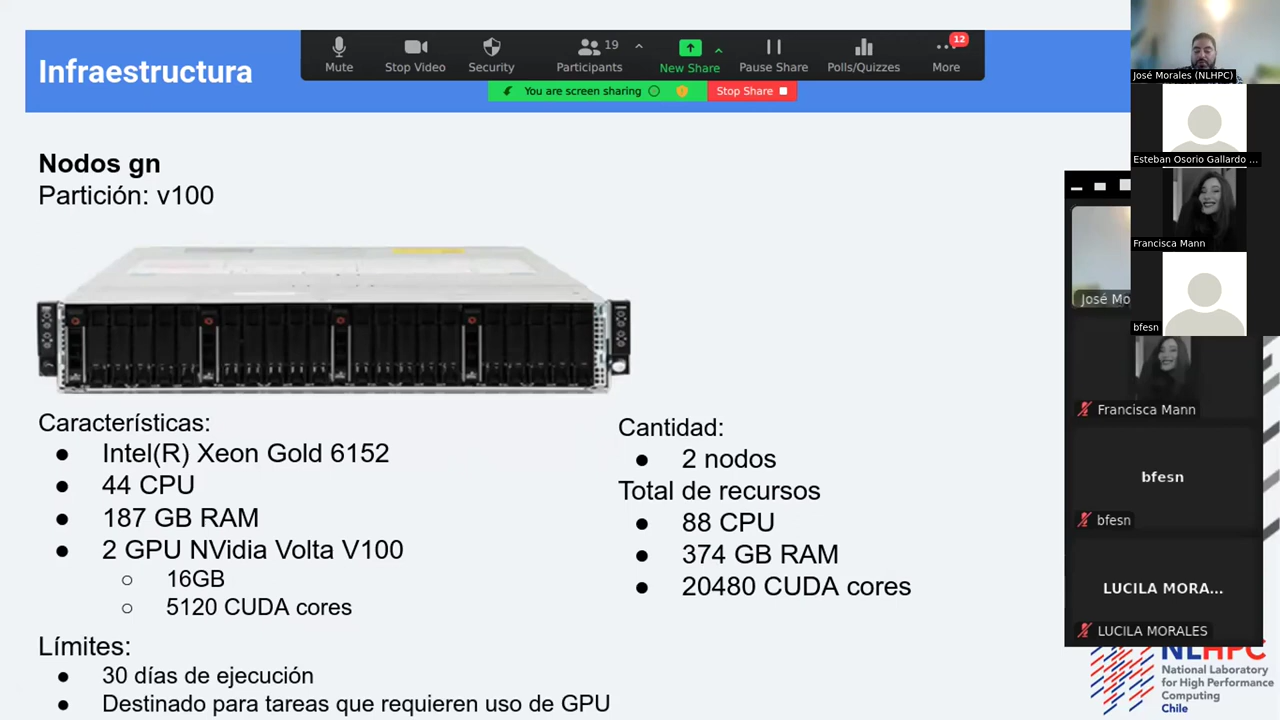 Infraestructura
Mute
Stop Video
Security
19
Participants
New Share
Pause Share
Polls/Quizzes
12
More
You are screen sharing
Stop Share
Nodos gn
Partición: v100
Características:
Intel(R) Xeon Gold 6152
44 CPU
187 GB RAM
2 GPU NVidia Volta V100
16GB
5120 CUDA cores
Límites:
30 días de ejecución
Destinado para tareas que requieren uso de GPU
Cantidad:
2 nodos
Total de recursos
88 CPU
374 GB RAM
20480 CUDA cores
José Morales (NLHPC)
Esteban Osorio Gallardo ...
Francisca Mann
bfesn
José Mo
Francisca Mann
bfesn
bfesn
LUCILA MORA...
LUCILA MORALES
NLHPC
National Laboratory
for High Performance
Computing
Chile